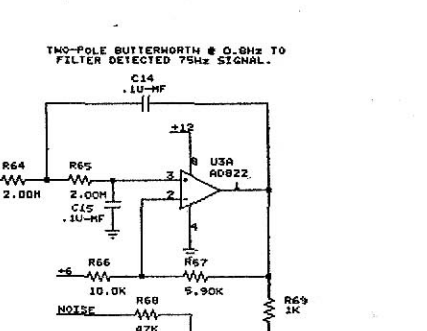 TWO-POLE BUTTERWORTH @ 0.8Hz TO
FILTER DETECTED 75Hz SIGNAL.
C14
.1U-MF
+12
8
U3A
AD822
R64
R65
3
1
2.00M
2.00M
2
C15
.1U-MF
4
+6
R66
R67
10.0K
5.90K
R69
1K
NOISE
R68
47K